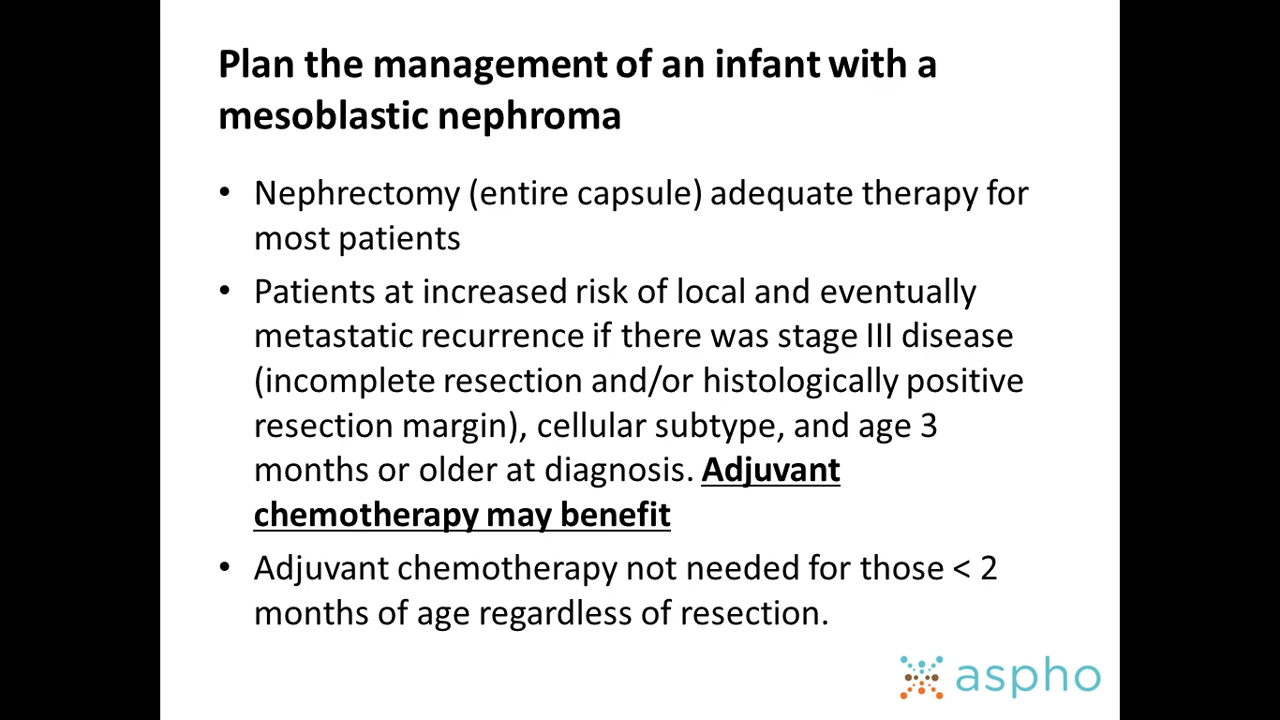 Plan the management of an infant with a
mesoblastic nephroma
• Nephrectomy (entire capsule) adequate therapy for
most patients
• Patients at increased risk of local and eventually
metastatic recurrence if there was stage III disease
(incomplete resection and/or histologically positive
resection margin), cellular subtype, and age 3
months or older at diagnosis. Adjuvant
chemotherapy may benefit
• Adjuvant chemotherapy not needed for those < 2
months of age regardless of resection.
aspho